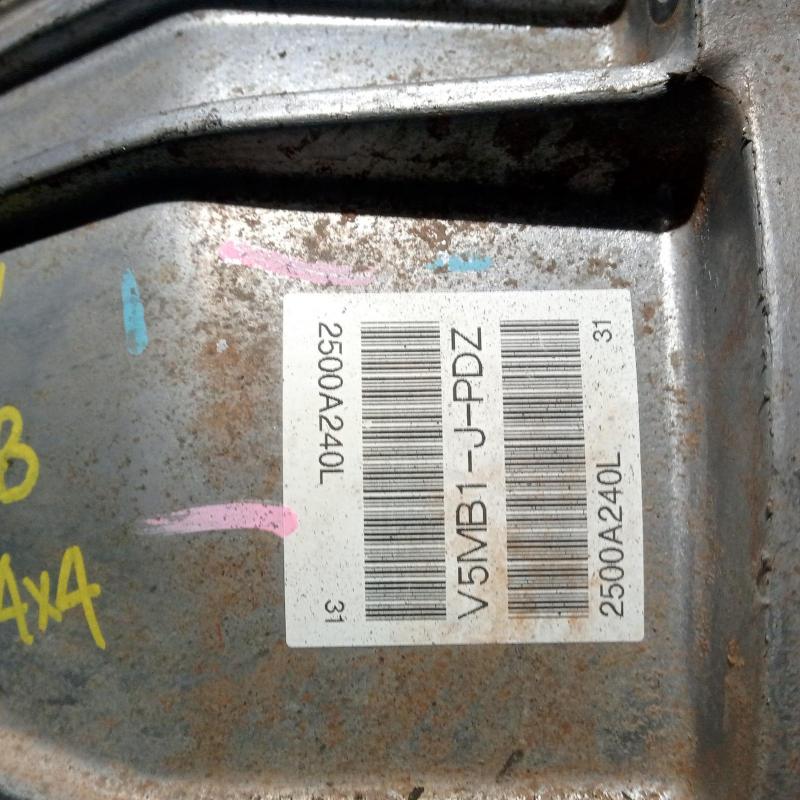 2500A240L 31
V5MB1-J-PDZ
2500A240L 31
B
4x4